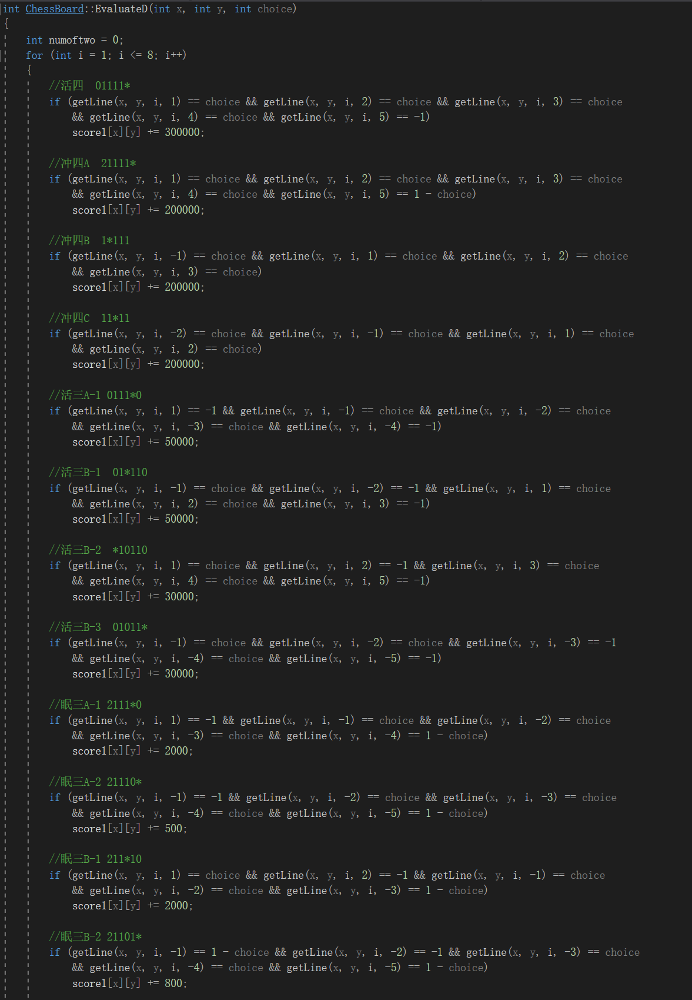 int ChessBoard::EvaluateD(int x, int y, int choice)
{
int numoftwo = 0;
for (int i = 1; i <= 8; i++)
{
//活四  01111*
if (getLine(x, y, i, 1) == choice && getLine(x, y, i, 2) == choice && getLine(x, y, i, 3) == choice
&& getLine(x, y, i, 4) == choice && getLine(x, y, i, 5) == -1)
score1[x][y] += 300000;
//冲四A  21111*
if (getLine(x, y, i, 1) == choice && getLine(x, y, i, 2) == choice && getLine(x, y, i, 3) == choice
&& getLine(x, y, i, 4) == choice && getLine(x, y, i, 5) == 1 - choice)
score1[x][y] += 200000;
//冲四B  1*111
if (getLine(x, y, i, -1) == choice && getLine(x, y, i, 1) == choice && getLine(x, y, i, 2) == choice
&& getLine(x, y, i, 3) == choice)
score1[x][y] += 200000;
//冲四C  11*11
if (getLine(x, y, i, -2) == choice && getLine(x, y, i, -1) == choice && getLine(x, y, i, 1) == choice
&& getLine(x, y, i, 2) == choice)
score1[x][y] += 200000;
//活三A-1 0111*0
if (getLine(x, y, i, 1) == -1 && getLine(x, y, i, -1) == choice && getLine(x, y, i, -2) == choice
&& getLine(x, y, i, -3) == choice && getLine(x, y, i, -4) == -1)
score1[x][y] += 50000;
//活三B-1  01*110
if (getLine(x, y, i, -1) == choice && getLine(x, y, i, -2) == -1 && getLine(x, y, i, 1) == choice
&& getLine(x, y, i, 2) == choice && getLine(x, y, i, 3) == -1)
score1[x][y] += 50000;
//活三B-2  *10110
if (getLine(x, y, i, 1) == choice && getLine(x, y, i, 2) == -1 && getLine(x, y, i, 3) == choice
&& getLine(x, y, i, 4) == choice && getLine(x, y, i, 5) == -1)
score1[x][y] += 30000;
//活三B-3  01011*
if (getLine(x, y, i, -1) == choice && getLine(x, y, i, -2) == choice && getLine(x, y, i, -3) == -1
&& getLine(x, y, i, -4) == choice && getLine(x, y, i, -5) == -1)
score1[x][y] += 30000;
//眠三A-1 2111*0
if (getLine(x, y, i, 1) == -1 && getLine(x, y, i, -1) == choice && getLine(x, y, i, -2) == choice
&& getLine(x, y, i, -3) == choice && getLine(x, y, i, -4) == 1 - choice)
score1[x][y] += 2000;
//眠三A-2 21110*
if (getLine(x, y, i, -1) == -1 && getLine(x, y, i, -2) == choice && getLine(x, y, i, -3) == choice
&& getLine(x, y, i, -4) == choice && getLine(x, y, i, -5) == 1 - choice)
score1[x][y] += 500;
//眠三B-1 211*10
if (getLine(x, y, i, 1) == choice && getLine(x, y, i, 2) == -1 && getLine(x, y, i, -1) == choice
&& getLine(x, y, i, -2) == choice && getLine(x, y, i, -3) == 1 - choice)
score1[x][y] += 2000;
//眠三B-2 21101*
if (getLine(x, y, i, -1) == 1 - choice && getLine(x, y, i, -2) == -1 && getLine(x, y, i, -3) == choice
&& getLine(x, y, i, -4) == choice && getLine(x, y, i, -5) == 1 - choice)
score1[x][y] += 800;